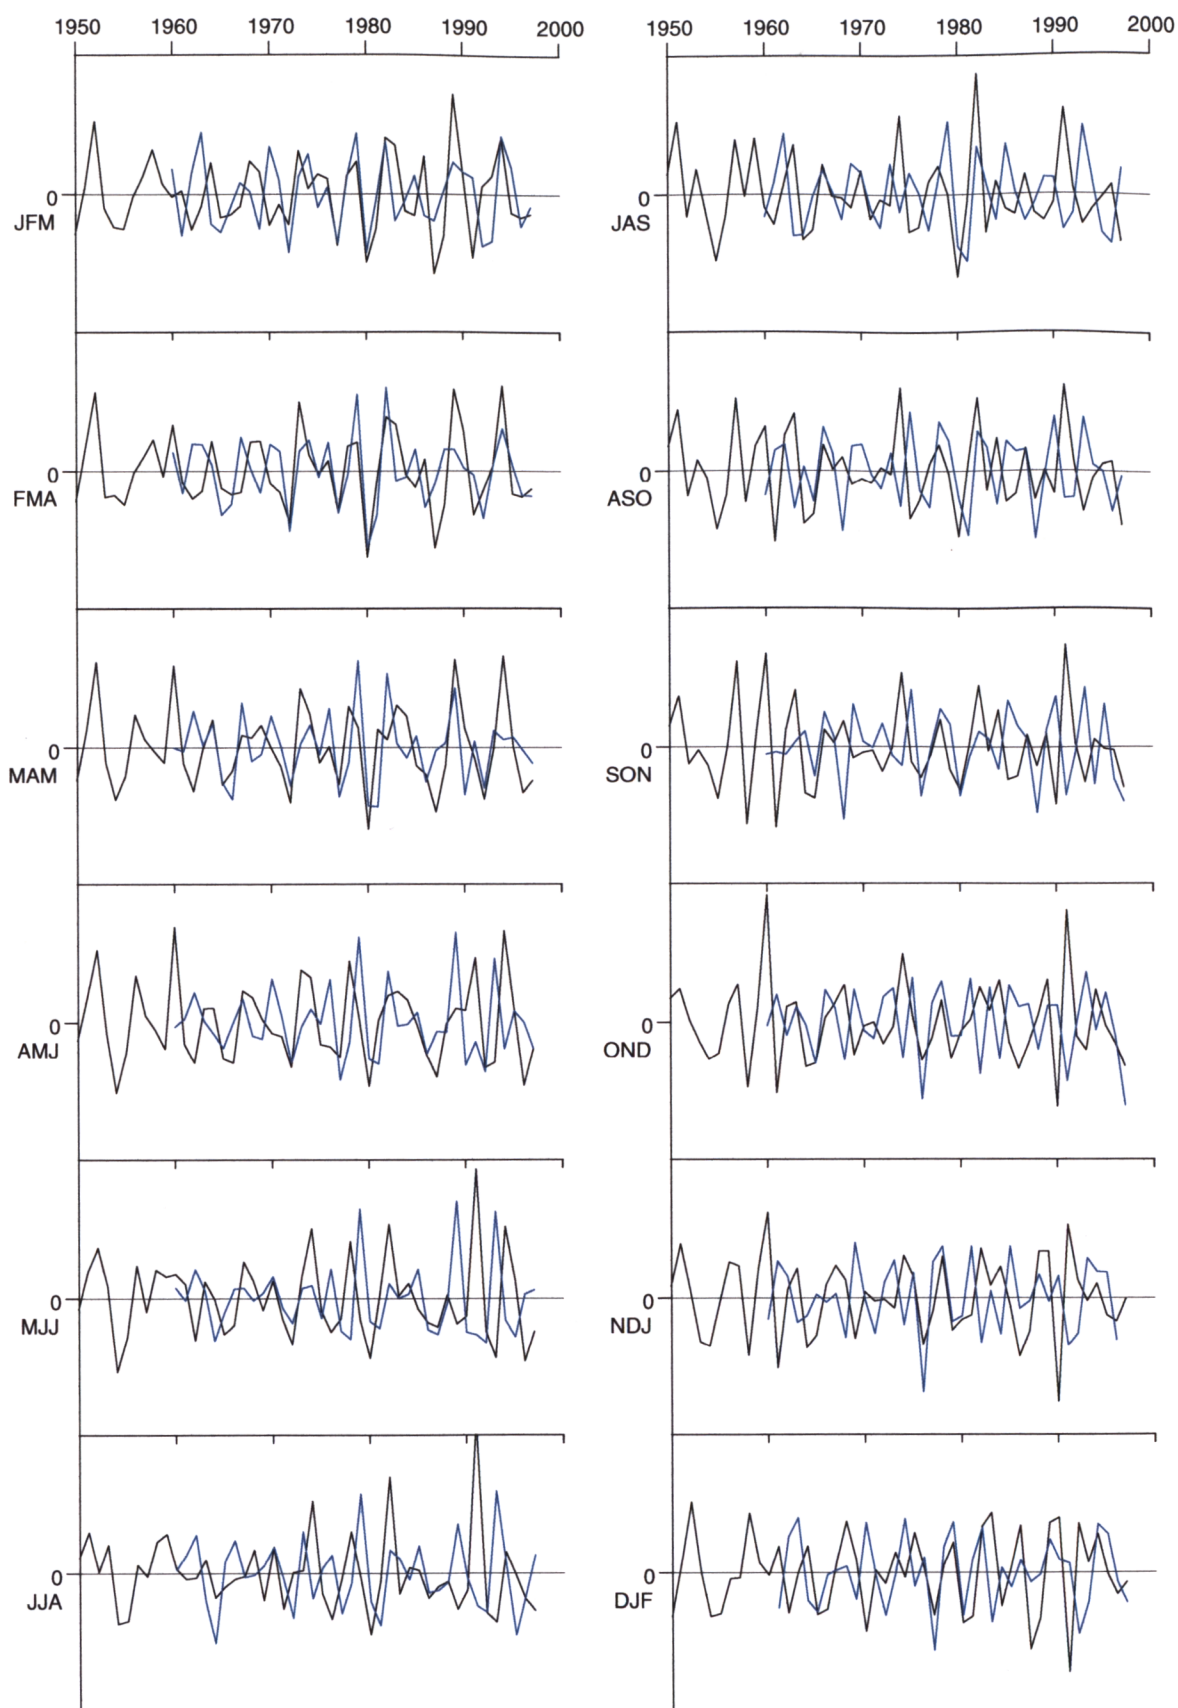 1950 1960 1970 1980 1990 2000 1950 1960 1970 1980 1990 2000
0 0
JFM JAS
0 0
FMA ASO
0 0
MAM SON
0 0
AMJ OND
0 0
MJJ NDJ
0 0
JJA DJF